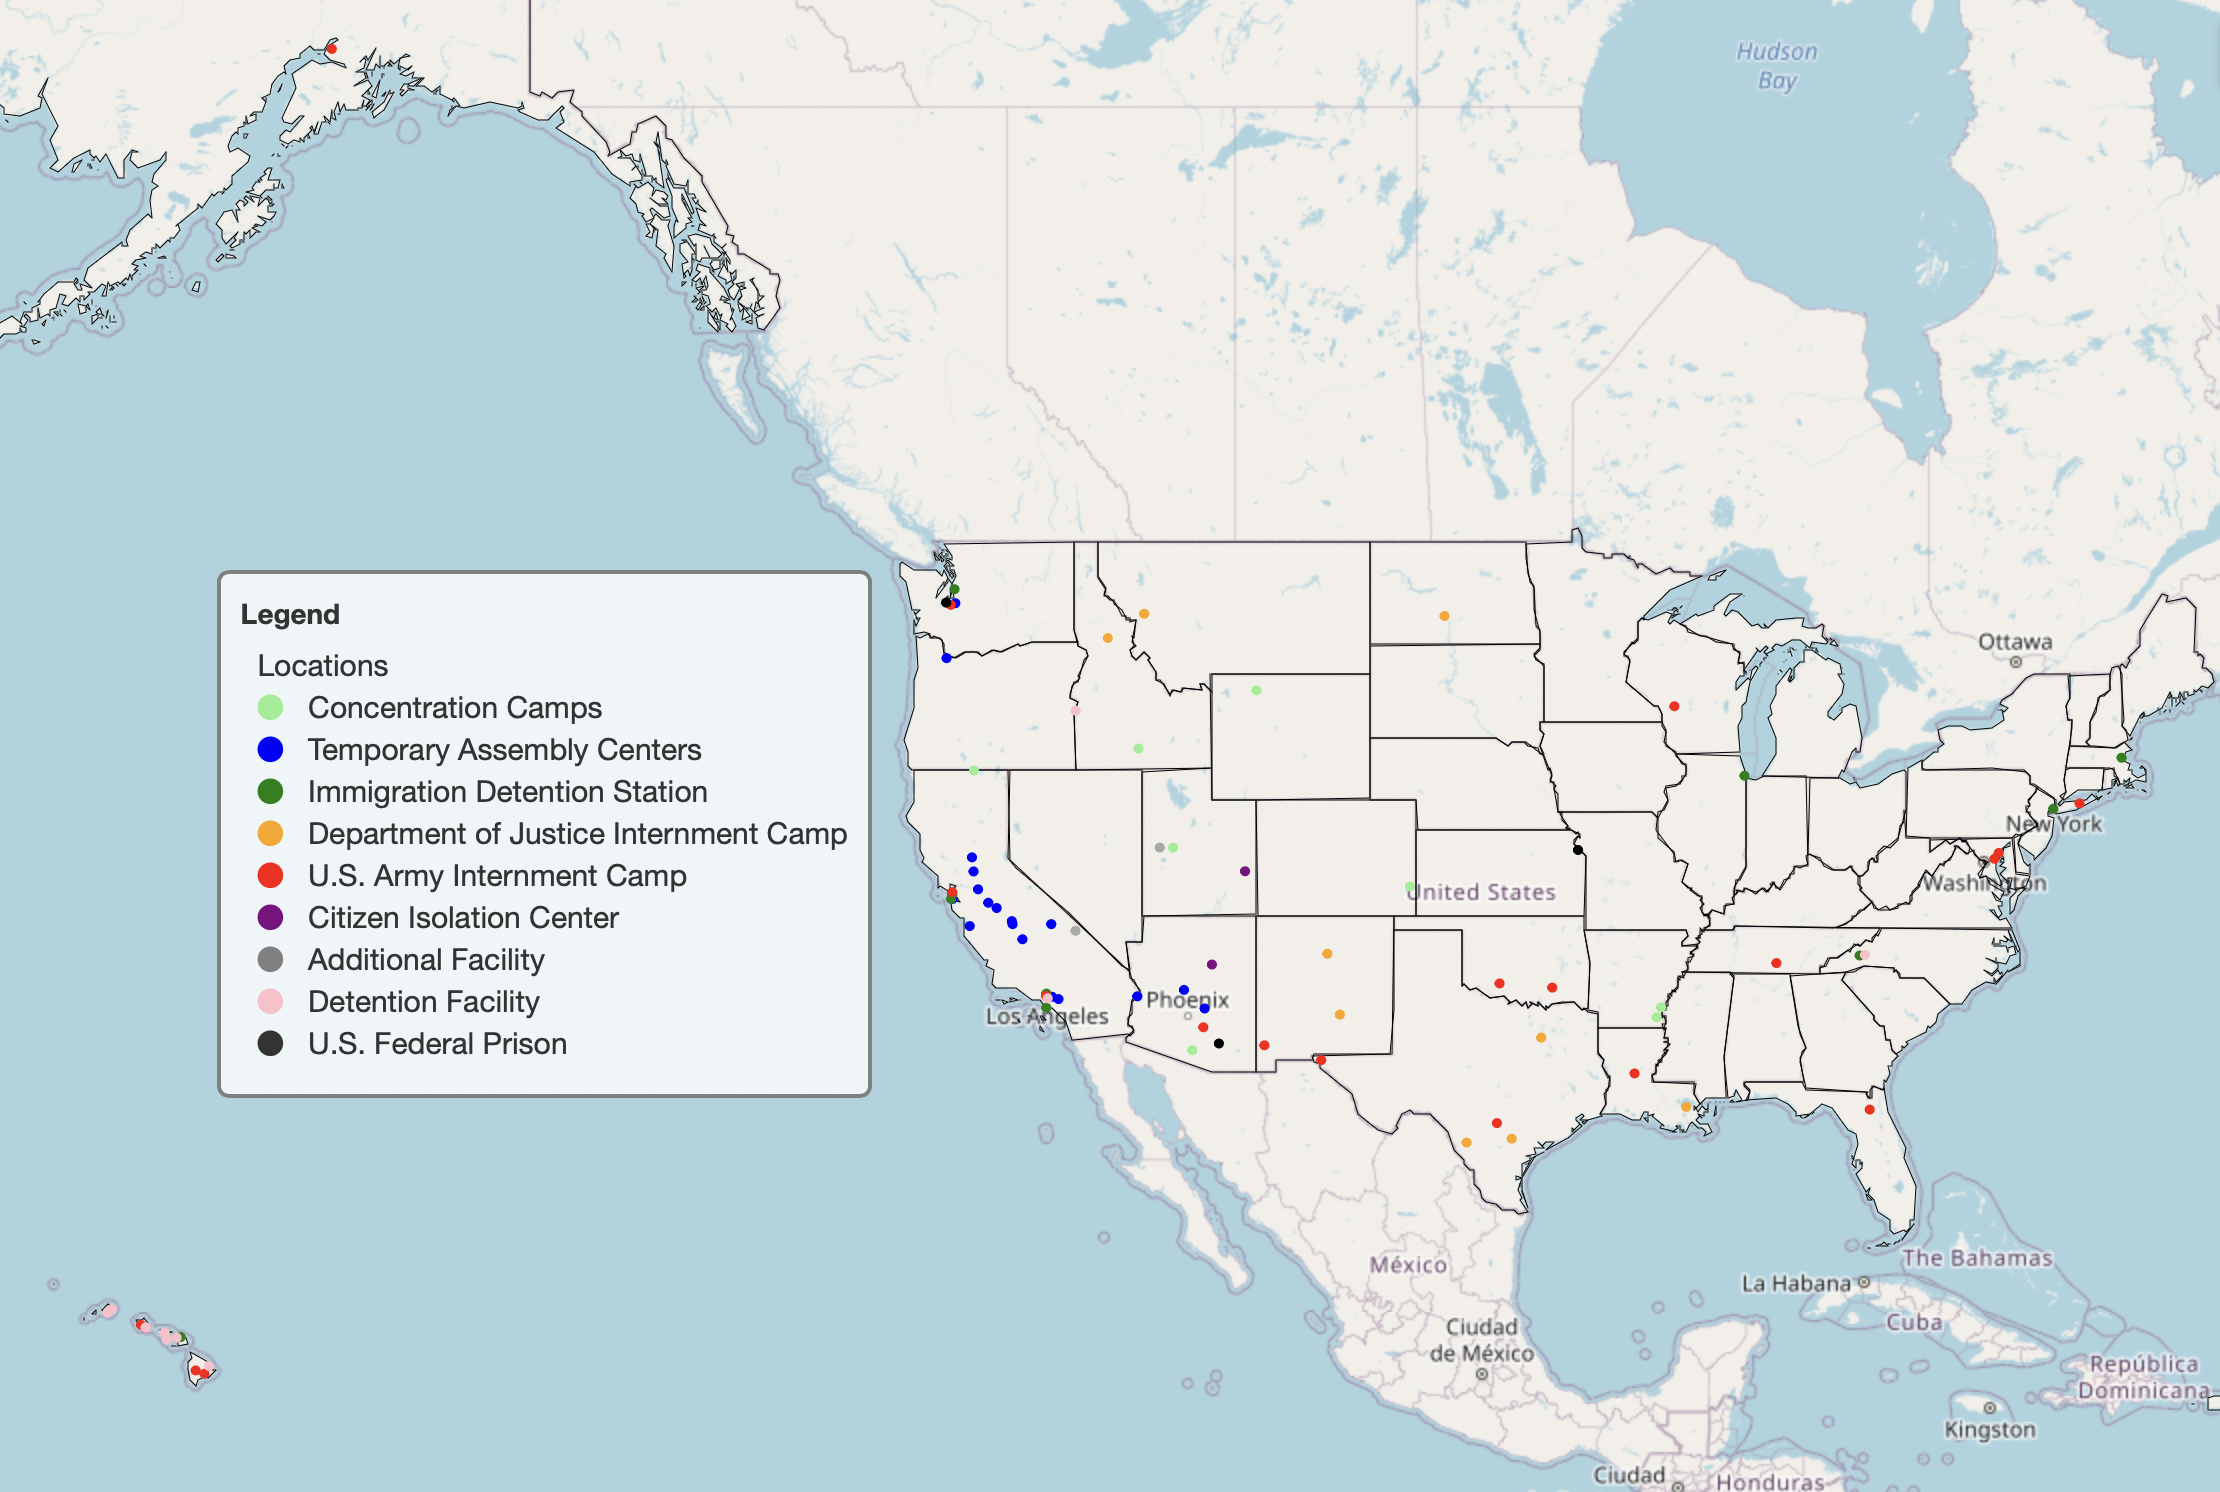 Hudson
Bay
Ottawa
Legend
Locations
Concentration Camps
Temporary Assembly Centers
Immigration Detention Station
Department of Justice Internment Camp
U.S. Army Internment Camp
Citizen Isolation Center
Additional Facility
Detention Facility
U.S. Federal Prison
New York
Washington
United States
Phoenix
Los Angeles
México
The Bahamas
La Habana
Cuba
Ciudad
de México
República
Dominicana
Kingston
Ciudad
Honduras